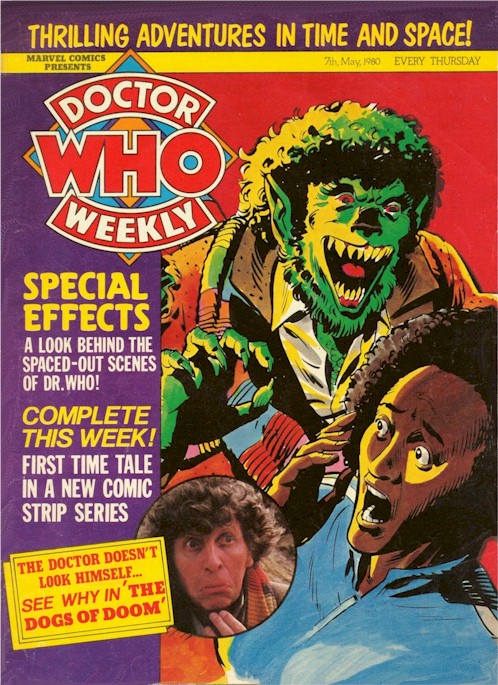 THRILLING ADVENTURES IN TIME AND SPACE!
MARVEL COMICS
PRESENTS
7th, May, 1980 EVERY THURSDAY
DOCTOR
WHO
WEEKLY
SPECIAL
EFFECTS
A LOOK BEHIND THE
SPACED-OUT SCENES
OF DR. WHO!
COMPLETE
THIS WEEK!
FIRST TIME TALE
IN A NEW COMIC
STRIP SERIES
THE DOCTOR DOESN'T
LOOK HIMSELF...
SEE WHY IN 'THE
DOGS OF DOOM'